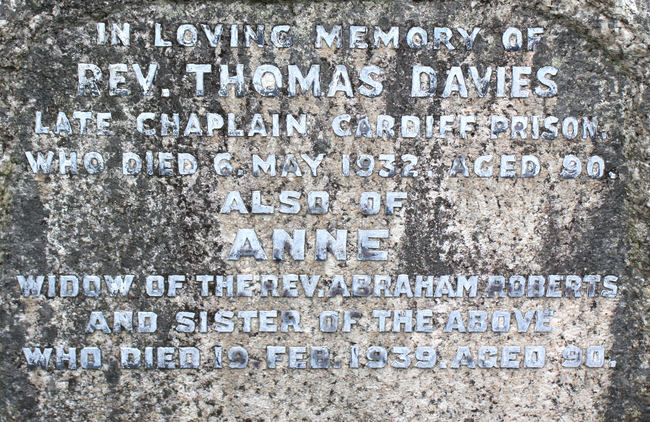 IN LOVING MEMORY OF
REV. THOMAS DAVIES
LATE CHAPLAIN CARDIFF PRISON.
WHO DIED 6. MAY 1932. AGED 90.
ALSO OF
ANNE
WIDOW OF THE REV. ABRAHAM ROBERTS
AND SISTER OF THE ABOVE
WHO DIED 19. FEB. 1939. AGED 90.